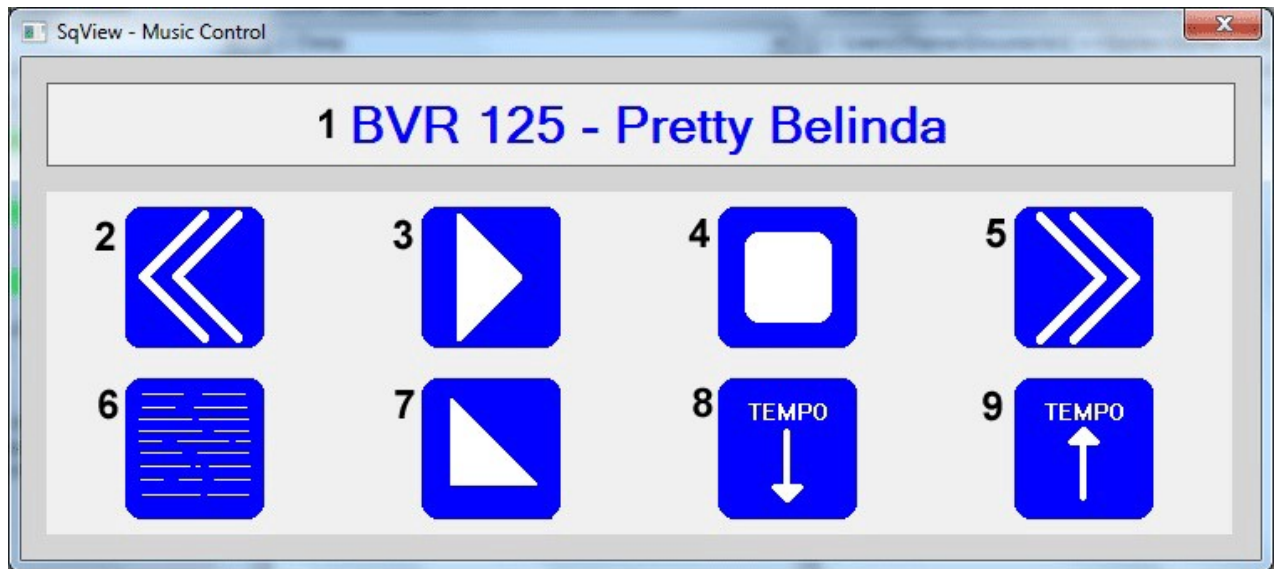 SqView - Music Control
1 BVR 125 - Pretty Belinda
2 3 4 5
6 7 8 TEMPO 9 TEMPO